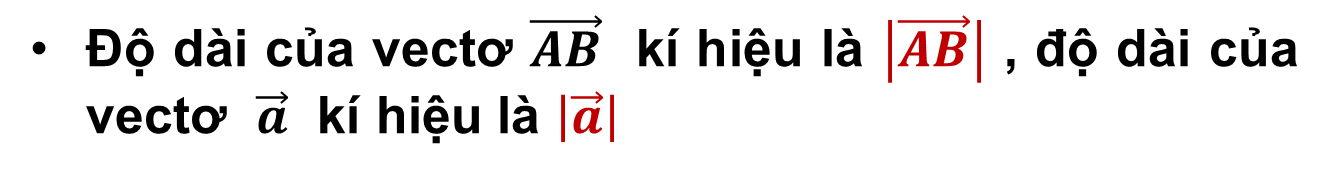 • Độ dài của vectơ $\overrightarrow{AB}$ kí hiệu là $|\overrightarrow{AB}|$ , độ dài của
vectơ $\vec{a}$ kí hiệu là $|\vec{a}|$